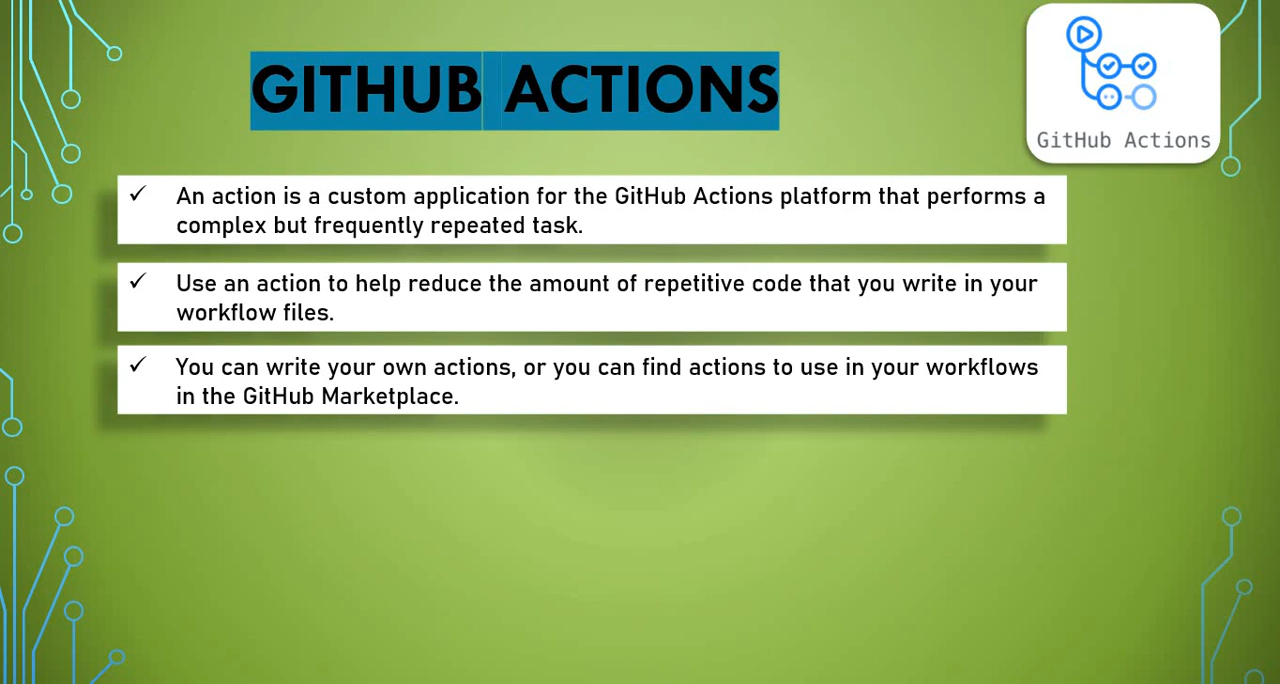 GITHUB ACTIONS
GitHub Actions
✓ An action is a custom application for the GitHub Actions platform that performs a
complex but frequently repeated task.
✓ Use an action to help reduce the amount of repetitive code that you write in your
workflow files.
✓ You can write your own actions, or you can find actions to use in your workflows
in the GitHub Marketplace.